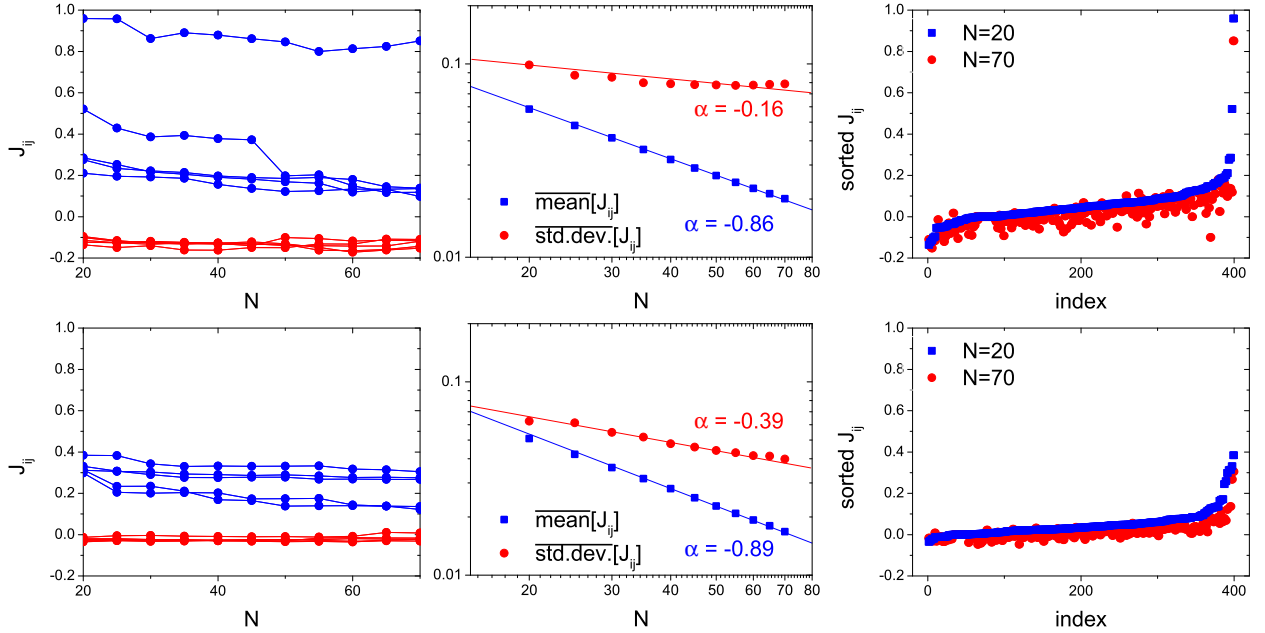 1.0
0.8
0.6
0.4
0.2
0.0
-0.2
J_ij
20
40
60
N
0.1
0.01
α = -0.16
mean[J_ij]
std.dev.[J_ij]
α = -0.86
20
30
40
50
60
70
80
N
1.0
0.8
0.6
0.4
0.2
0.0
-0.2
sorted J_ij
N=20
N=70
0
200
400
index
1.0
0.8
0.6
0.4
0.2
0.0
-0.2
J_ij
20
40
60
N
0.1
0.01
α = -0.39
mean[J_ij]
std.dev.[J_ij]
α = -0.89
20
30
40
50
60
70
80
N
1.0
0.8
0.6
0.4
0.2
0.0
-0.2
sorted J_ij
N=20
N=70
0
200
400
index